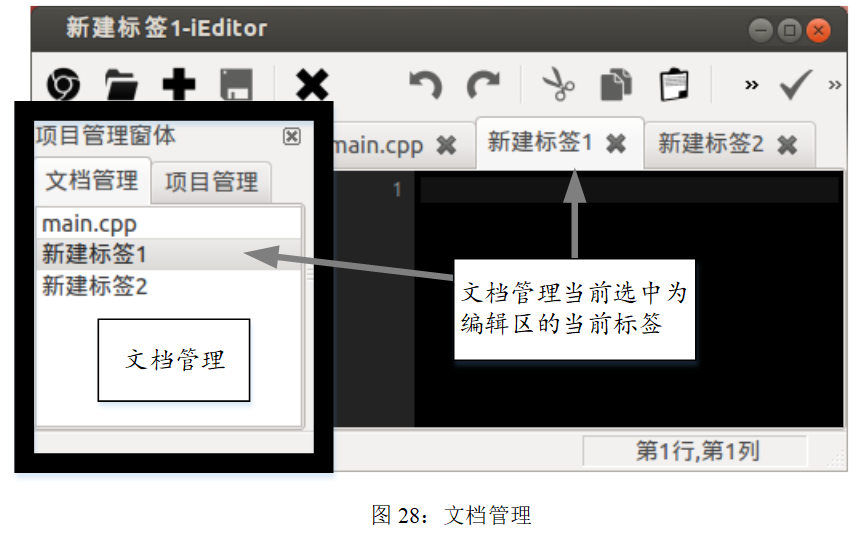 新建标签1-iEditor
»
»
项目管理窗体
main.cpp
新建标签1
新建标签2
文档管理
项目管理
1
main.cpp
新建标签1
新建标签2
文档管理当前选中为
编辑区的当前标签
文档管理
第1行,第1列
图 28：文档管理